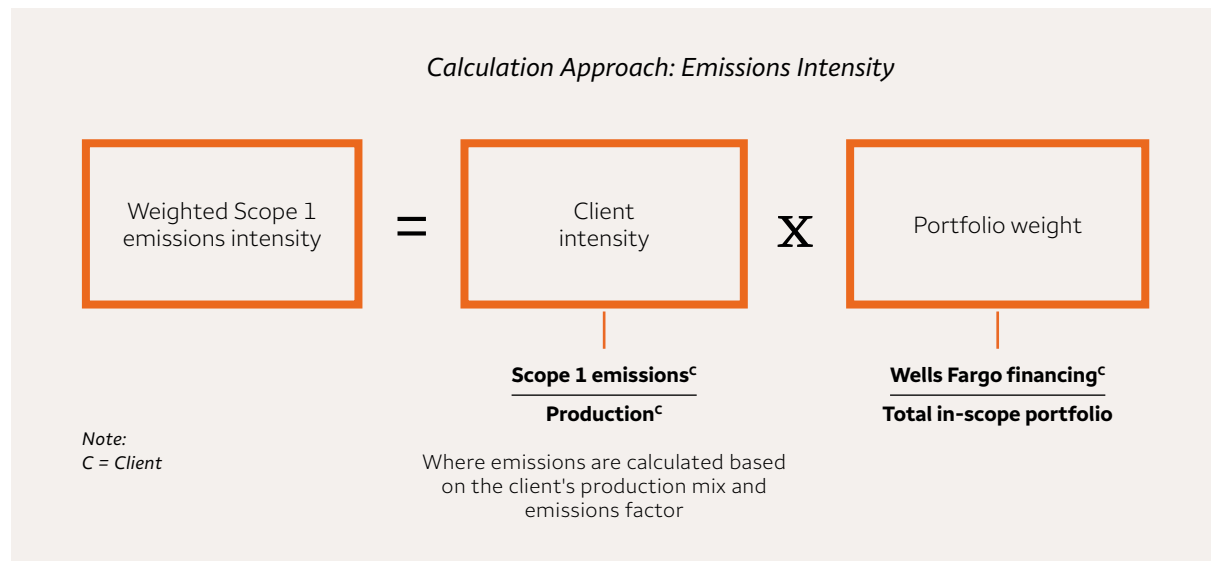 Calculation Approach: Emissions Intensity
Weighted Scope 1
emissions intensity
=
Client
intensity
x
Portfolio weight
Scope 1 emissionsᶜ
Productionᶜ
Where emissions are calculated based
on the client's production mix and
emissions factor
Wells Fargo financingᶜ
Total in-scope portfolio
Note:
C = Client